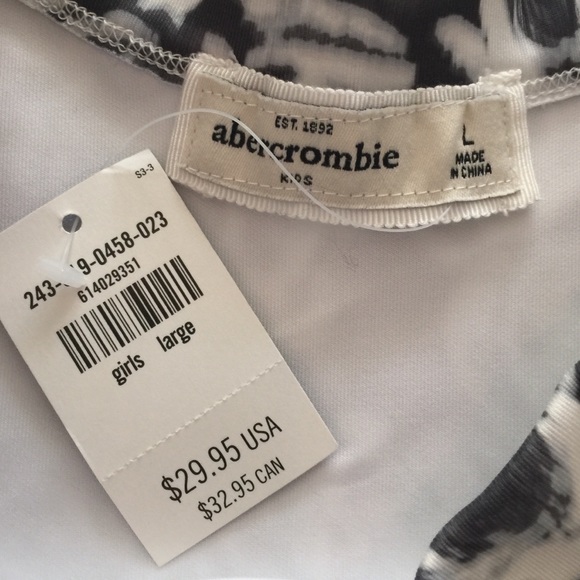 EST. 1892
abercrombie
KIDS
L
MADE
IN CHINA
S3-3
614029351
girls large
$29.95 USA
$32.95 CAN